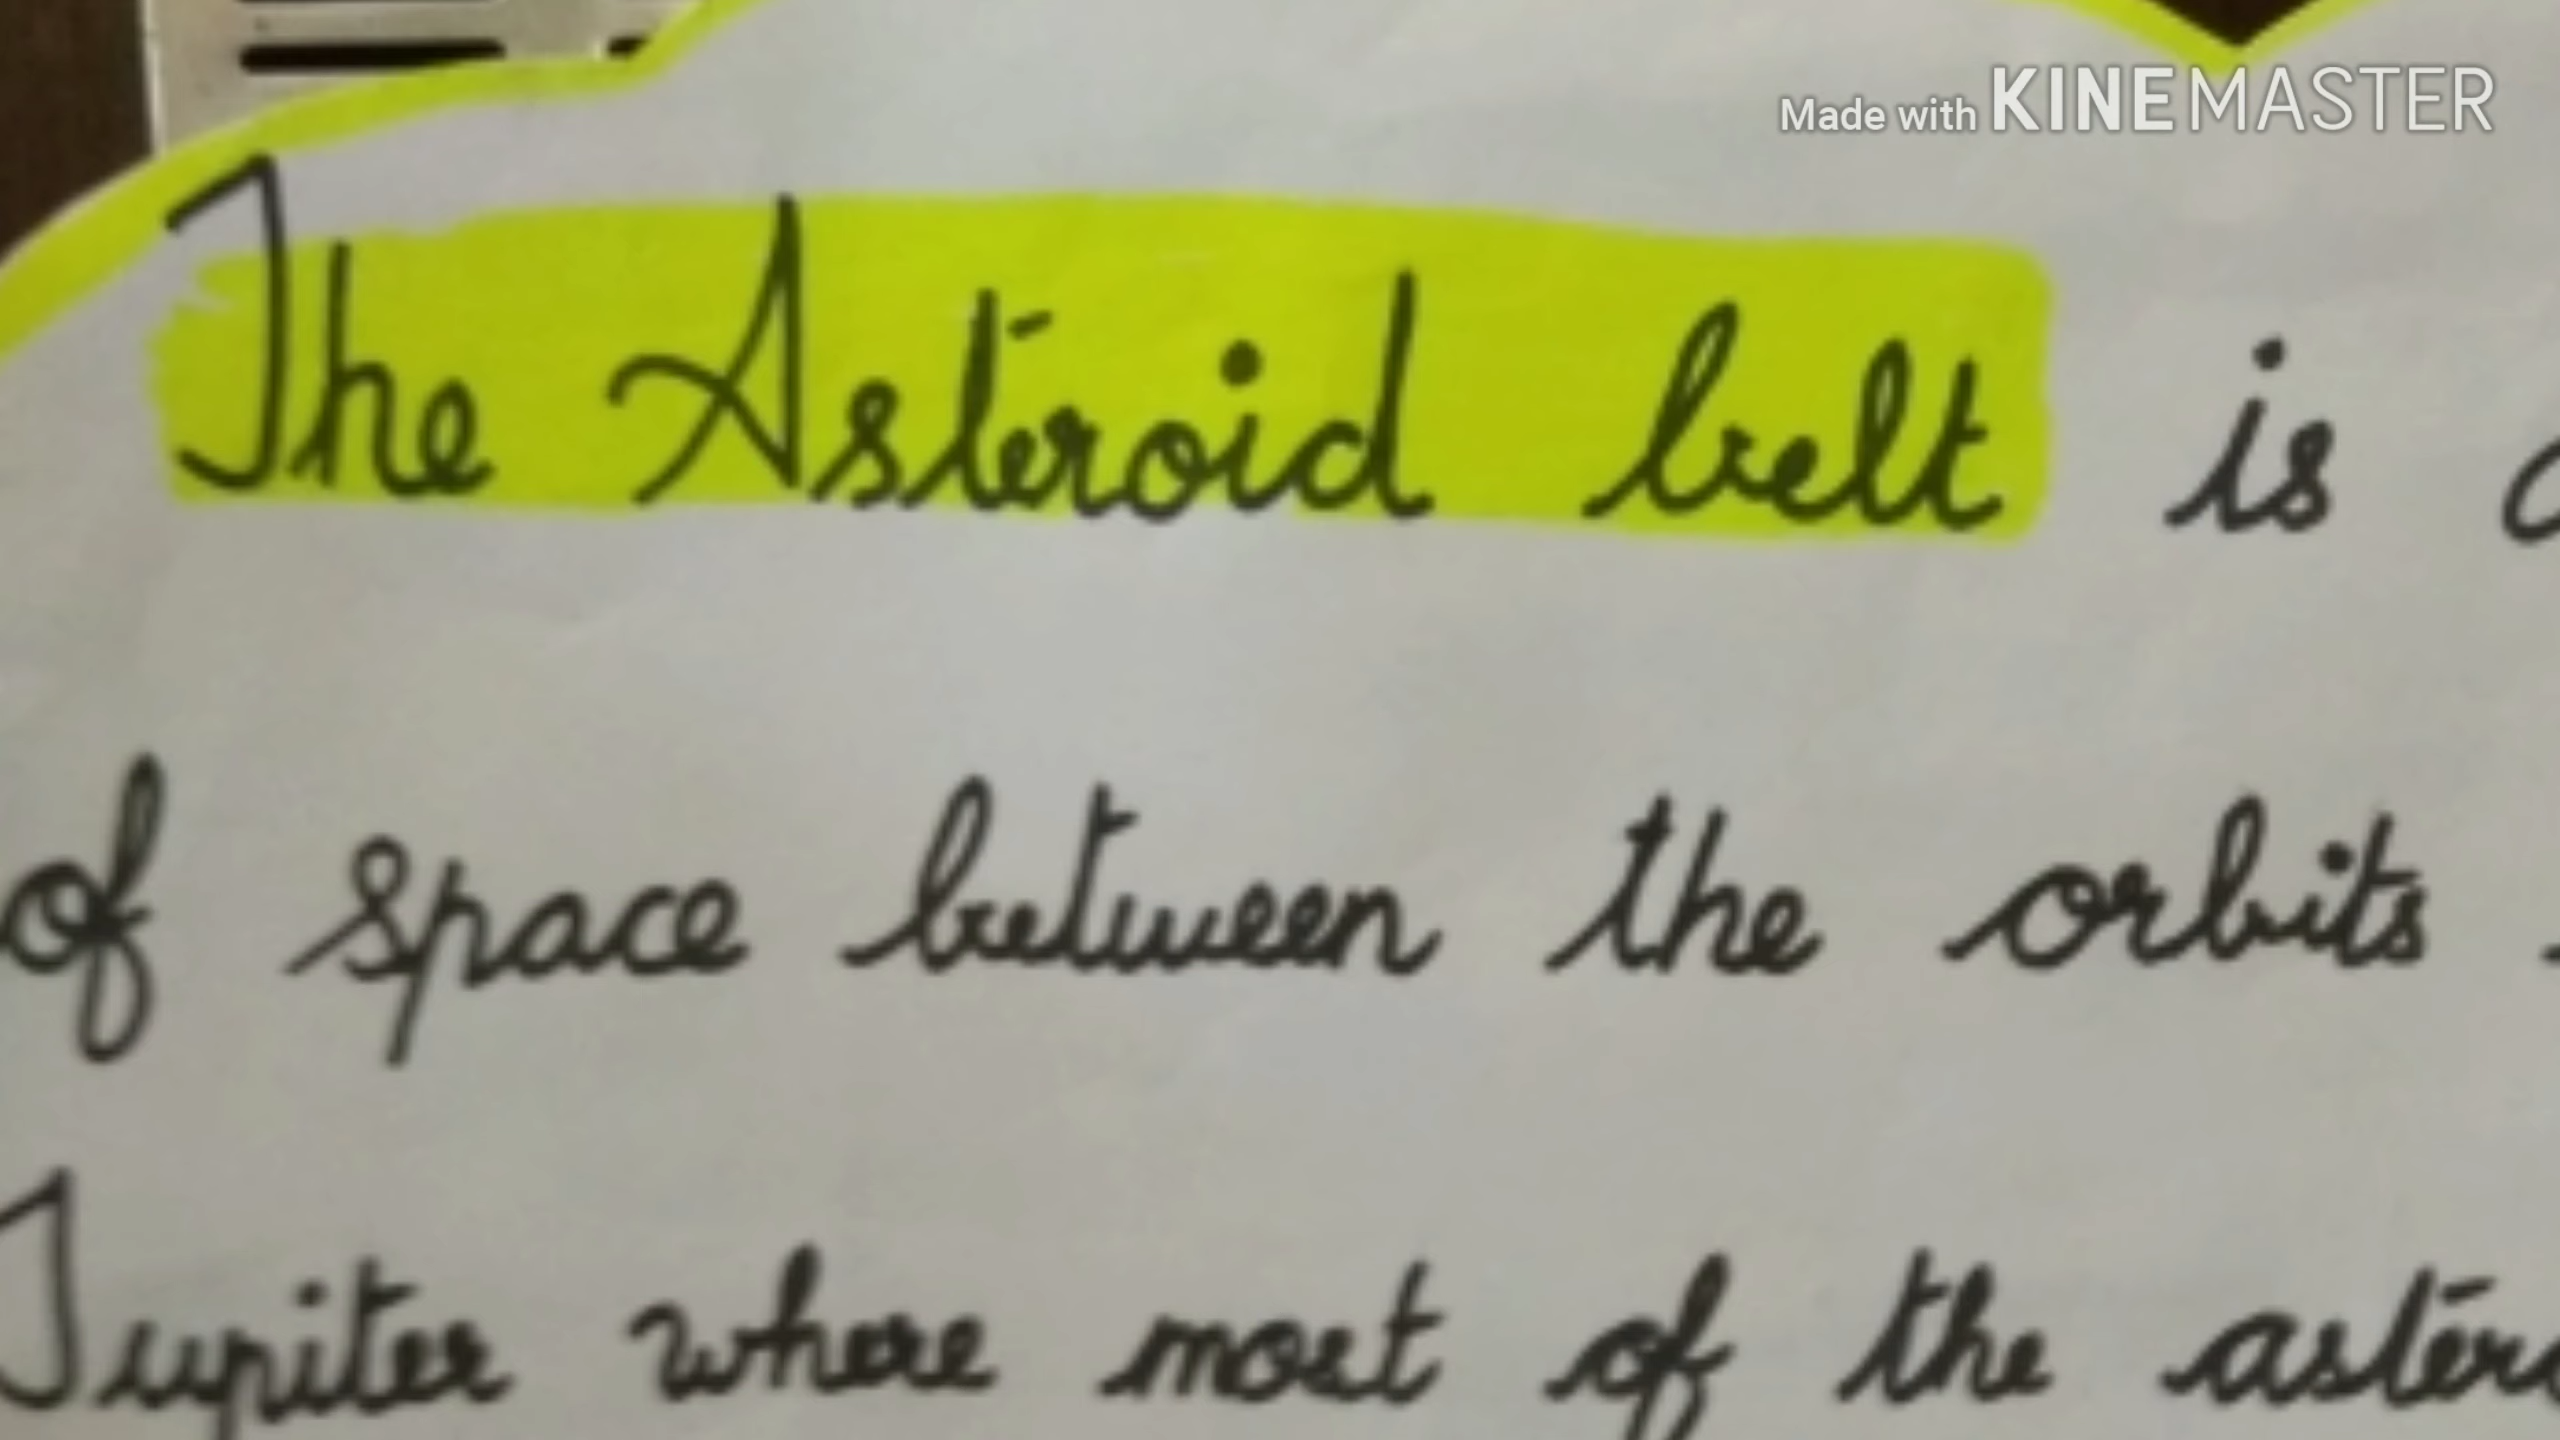 Made with KINEMASTER
The Asteroid belt is
of space between the orbits
Jupiter where most of the